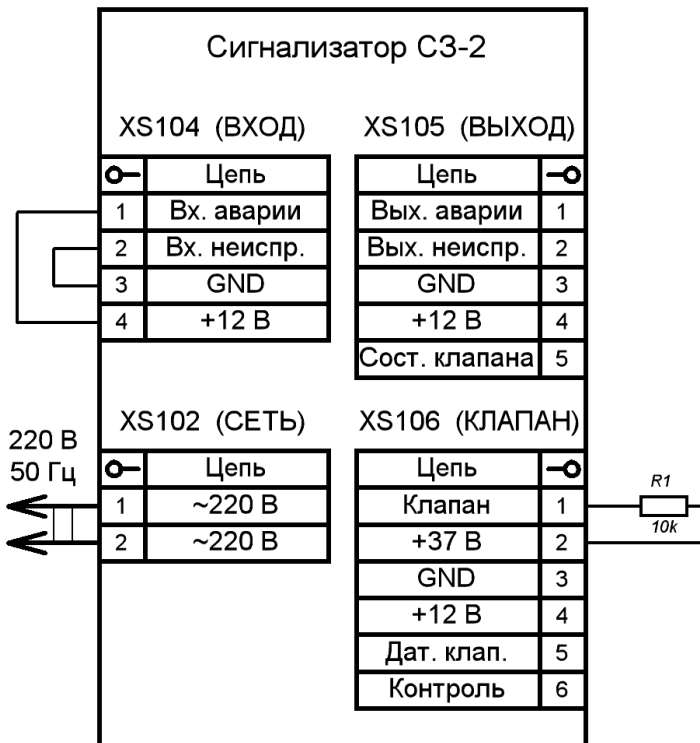 Сигнализатор СЗ-2
XS104 (ВХОД)
Цепь
1 Вх. аварии
2 Вх. неиспр.
3 GND
4 +12 В
XS105 (ВЫХОД)
Цепь
Вых. аварии 1
Вых. неиспр. 2
GND 3
+12 В 4
Сост. клапана 5
220 В
50 Гц
XS102 (СЕТЬ)
Цепь
1 ~220 В
2 ~220 В
XS106 (КЛАПАН)
Цепь
Клапан 1
+37 В 2
GND 3
+12 В 4
Дат. клап. 5
Контроль 6
R1
10k